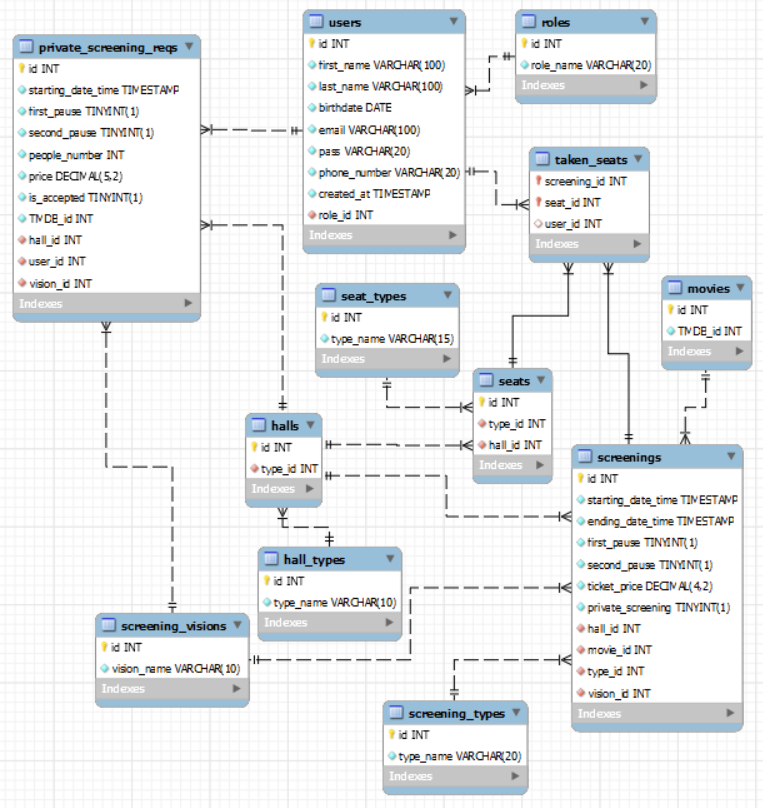 private_screening_reqs
id INT
starting_date_time TIMESTAMP
first_pause TINYINT(1)
second_pause TINYINT(1)
people_number INT
price DECIMAL(5,2)
is_accepted TINYINT(1)
TMDB_id INT
hall_id INT
user_id INT
vision_id INT
Indexes
users
id INT
first_name VARCHAR(100)
last_name VARCHAR(100)
birthdate DATE
email VARCHAR(100)
pass VARCHAR(20)
phone_number VARCHAR(20)
created_at TIMESTAMP
role_id INT
Indexes
roles
id INT
role_name VARCHAR(20)
Indexes
taken_seats
screening_id INT
seat_id INT
user_id INT
Indexes
seat_types
id INT
type_name VARCHAR(15)
Indexes
movies
id INT
TMDB_id INT
Indexes
seats
id INT
type_id INT
hall_id INT
Indexes
halls
id INT
type_id INT
Indexes
screenings
id INT
starting_date_time TIMESTAMP
ending_date_time TIMESTAMP
first_pause TINYINT(1)
second_pause TINYINT(1)
ticket_price DECIMAL(4,2)
private_screening TINYINT(1)
hall_id INT
movie_id INT
type_id INT
vision_id INT
Indexes
hall_types
id INT
type_name VARCHAR(10)
Indexes
screening_visions
id INT
vision_name VARCHAR(10)
Indexes
screening_types
id INT
type_name VARCHAR(20)
Indexes